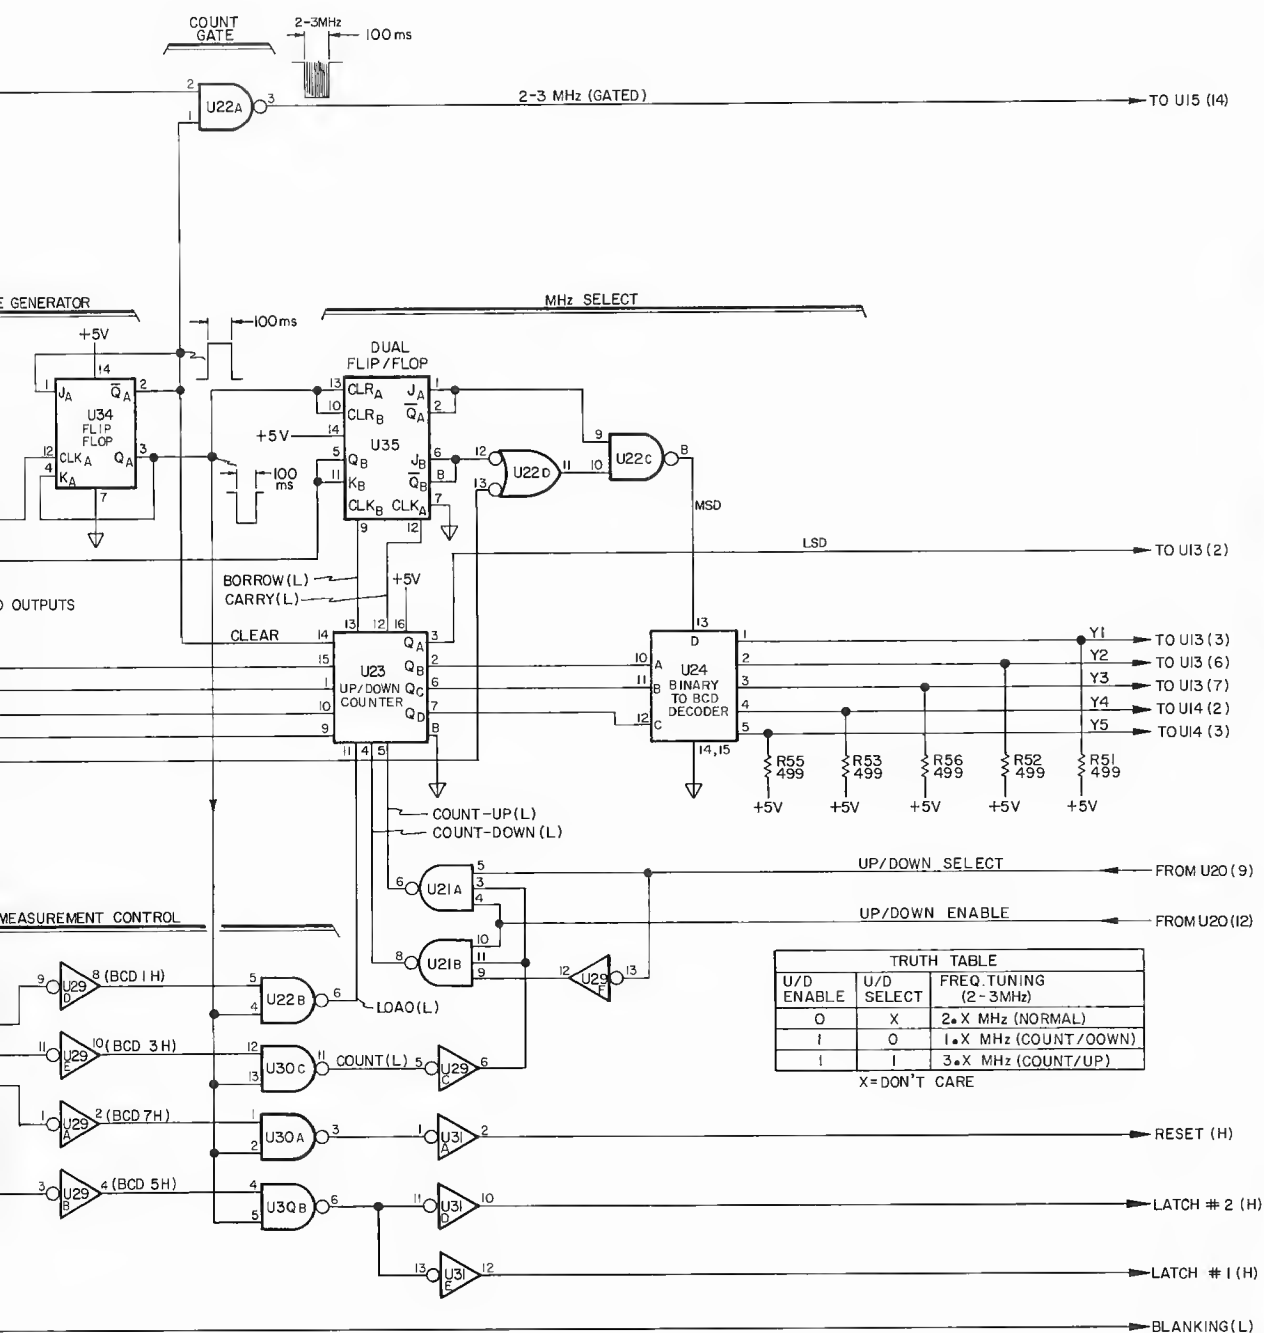 COUNT
GATE
2-3MHz
100ms
2
U22A
3
1
2-3 MHz (GATED)
TO U15 (14)
E GENERATOR
MHz SELECT
+5V
100ms
14
1
JA
Q̅A
2
U34
FLIP
FLOP
12
CLKA
QA
3
4
KA
7
DUAL
FLIP/FLOP
13
CLRA
JA
1
10
CLRB
Q̅A
2
+5V
14
U35
5
QB
JB
6
11
KB
Q̅B
8
CLKB
CLKA
7
9
12
100
ms
12
13
U22D
11
9
10
U22C
8
MSD
LSD
TO U13 (2)
BORROW(L)
CARRY(L)
+5V
O OUTPUTS
CLEAR
13
12
16
14
QA
3
15
U23
QB
2
1
UP/DOWN
QC
6
COUNTER
10
QD
7
9
8
11
4
5
13
D
10
A
U24
1
Y1
TO U13 (3)
2
Y2
TO U13 (6)
11
B
BINARY
3
Y3
TO U13 (7)
TO BCD
12
C
DECODER
4
Y4
TO U14 (2)
5
Y5
TO U14 (3)
14,15
R55
499
R53
499
R56
499
R52
499
R51
499
+5V
+5V
+5V
+5V
+5V
COUNT-UP(L)
COUNT-DOWN(L)
6
U21A
5
3
4
UP/DOWN SELECT
FROM U20 (9)
UP/DOWN ENABLE
FROM U20 (12)
MEASUREMENT CONTROL
8
U21B
10
11
9
12
U29
F
13
TRUTH TABLE
U/D
ENABLE
U/D
SELECT
FREQ.TUNING
(2-3MHz)
0
X
2.X MHz (NORMAL)
1
0
1.X MHz (COUNT/DOWN)
1
1
3.X MHz (COUNT/UP)
X=DON'T CARE
9
U29
D
8
(BCD 1H)
5
4
U22B
6
LOAD(L)
11
U29
E
10
(BCD 3H)
12
13
U30C
11
COUNT(L)
5
U29
C
6
1
U29
A
2
(BCD 7H)
1
2
U30A
3
1
U31
A
2
RESET (H)
3
U29
B
4
(BCD 5H)
4
5
U30B
6
11
U31
D
10
LATCH #2 (H)
13
U31
E
12
LATCH #1 (H)
BLANKING(L)